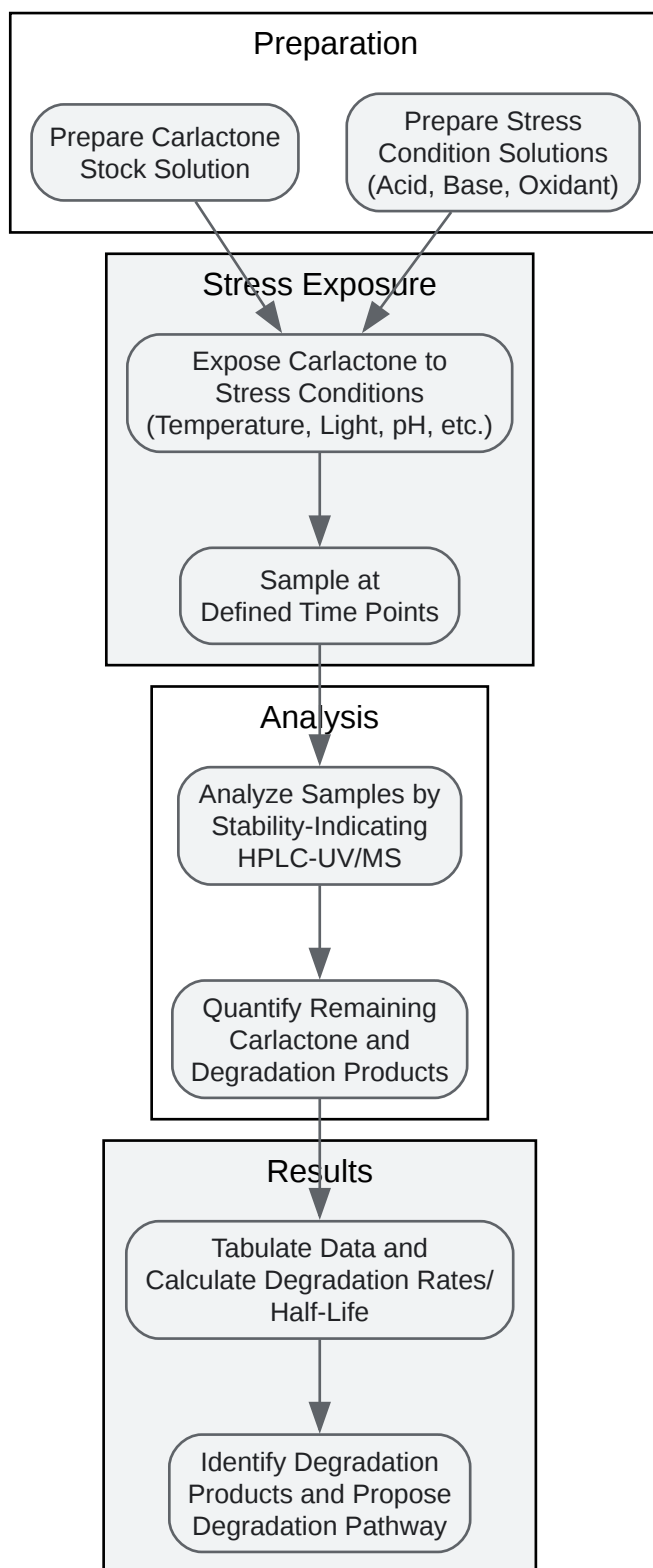 Preparation
Prepare Carlactone
Stock Solution
Prepare Stress
Condition Solutions
(Acid, Base, Oxidant)
Stress Exposure
Expose Carlactone to
Stress Conditions
(Temperature, Light, pH, etc.)
Sample at
Defined Time Points
Analysis
Analyze Samples by
Stability-Indicating
HPLC-UV/MS
Quantify Remaining
Carlactone and
Degradation Products
Results
Tabulate Data and
Calculate Degradation Rates/
Half-Life
Identify Degradation
Products and Propose
Degradation Pathway